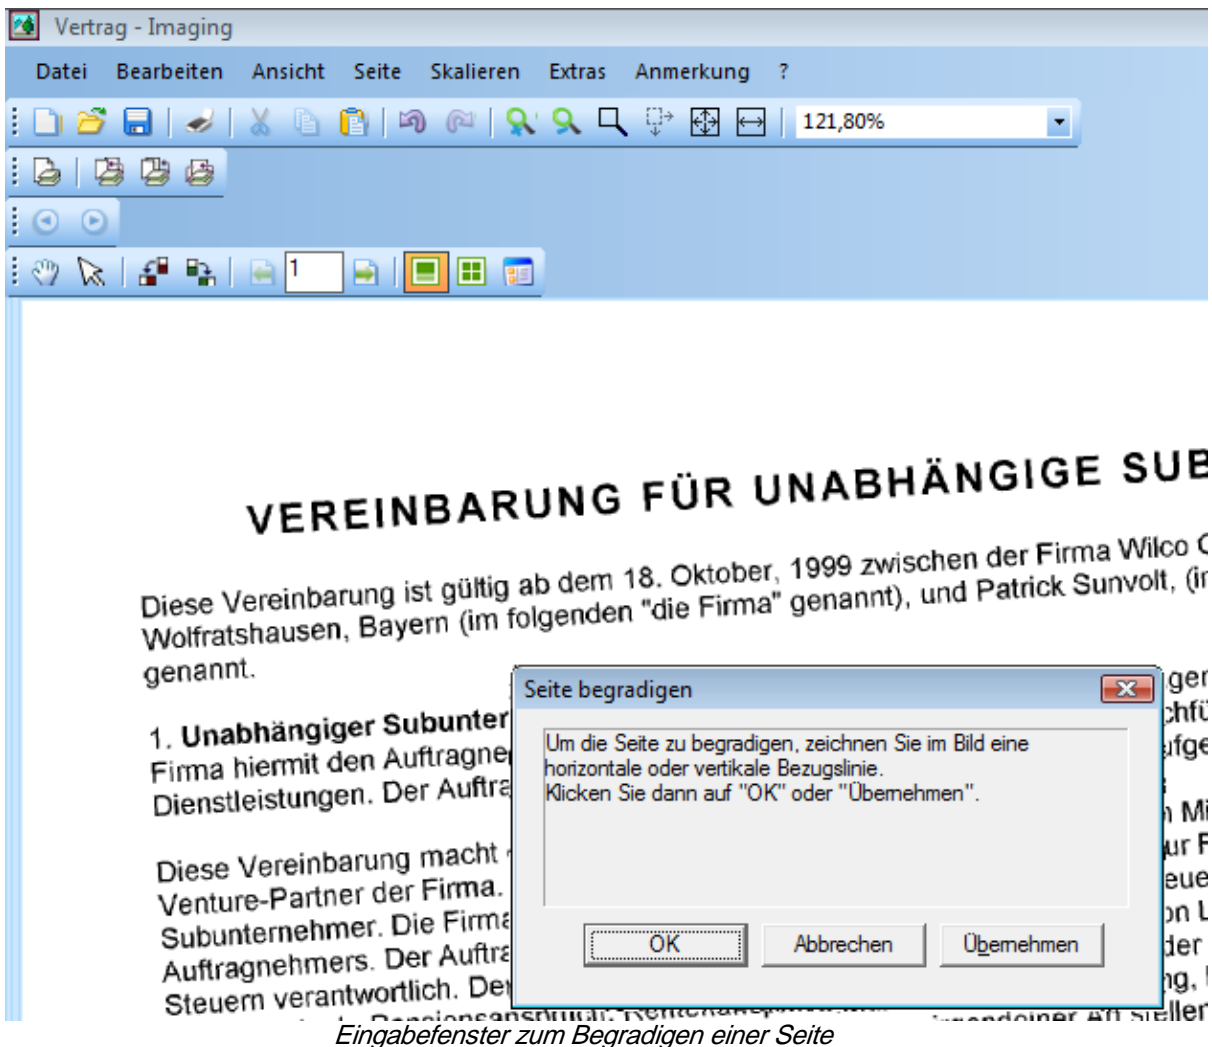 Vertrag - Imaging
Datei Bearbeiten Ansicht Seite Skalieren Extras Anmerkung ?
121,80%
1
VEREINBARUNG FÜR UNABHÄNGIGE SUB
Diese Vereinbarung ist gültig ab dem 18. Oktober, 1999 zwischen der Firma Wilco
Wolfratshausen, Bayern (im folgenden "die Firma" genannt), und Patrick Sunvolt, (i
genannt.
1. Unabhängiger Subunter
Firma hiermit den Auftragne
Dienstleistungen. Der Auftra
Diese Vereinbarung macht
Venture-Partner der Firma.
Subunternehmer. Die Firma
Auftragnehmers. Der Auftra
Steuern verantwortlich. Der
Seite begradigen
Um die Seite zu begradigen, zeichnen Sie im Bild eine
horizontale oder vertikale Bezugslinie.
Klicken Sie dann auf "OK" oder "Übernehmen".
OK Abbrechen Übernehmen
Eingabefenster zum Begradigen einer Seite